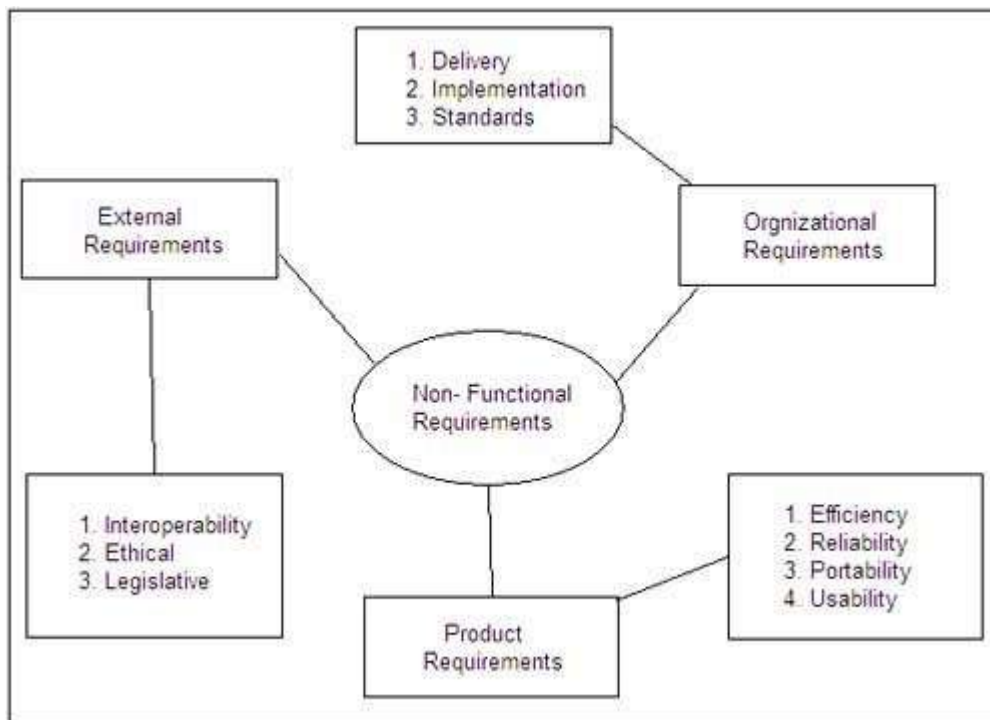 1. Delivery
2. Implementation
3. Standards
External
Requirements
Orgnizational
Requirements
Non- Functional
Requirements
1. Interoperability
2. Ethical
3. Legislative
1. Efficiency
2. Reliability
3. Portability
4. Usability
Product
Requirements